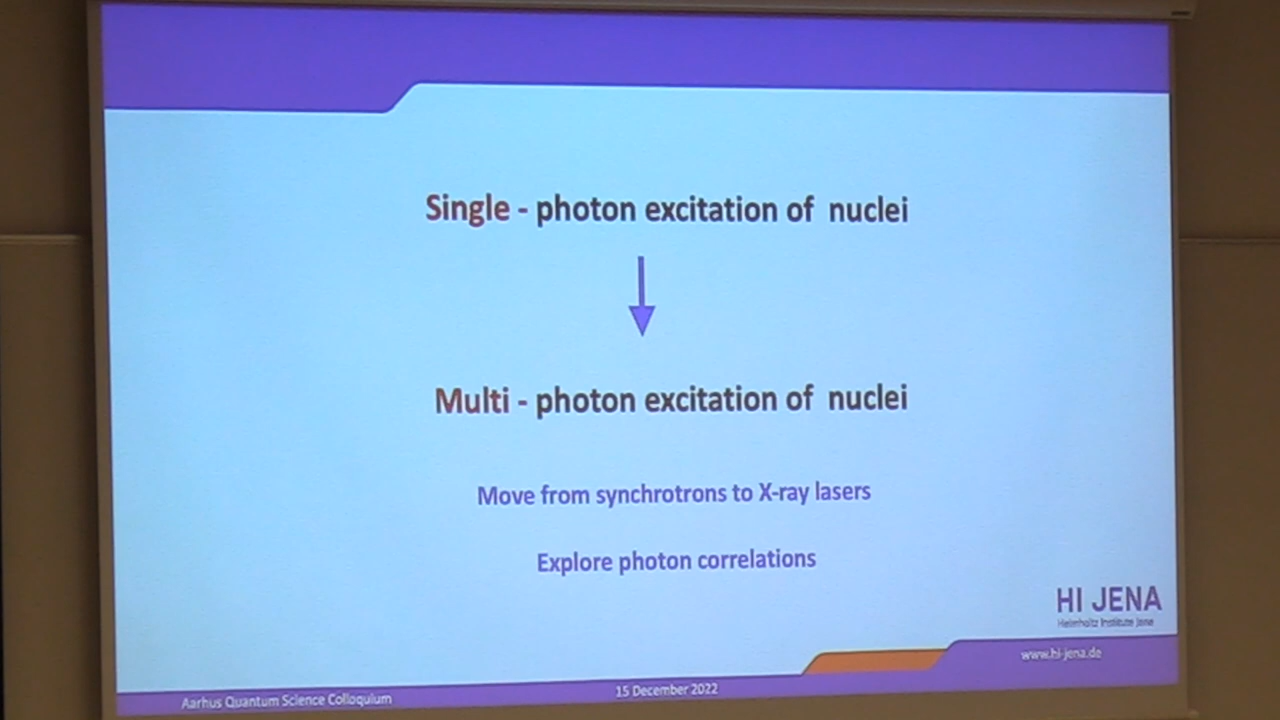 Single - photon excitation of nuclei
Multi - photon excitation of nuclei
Move from synchrotrons to X-ray lasers
Explore photon correlations
HI JENA
Helmholtz Institute Jena
www.hi-jena.de
Aarhus Quantum Science Colloquium
15 December 2022